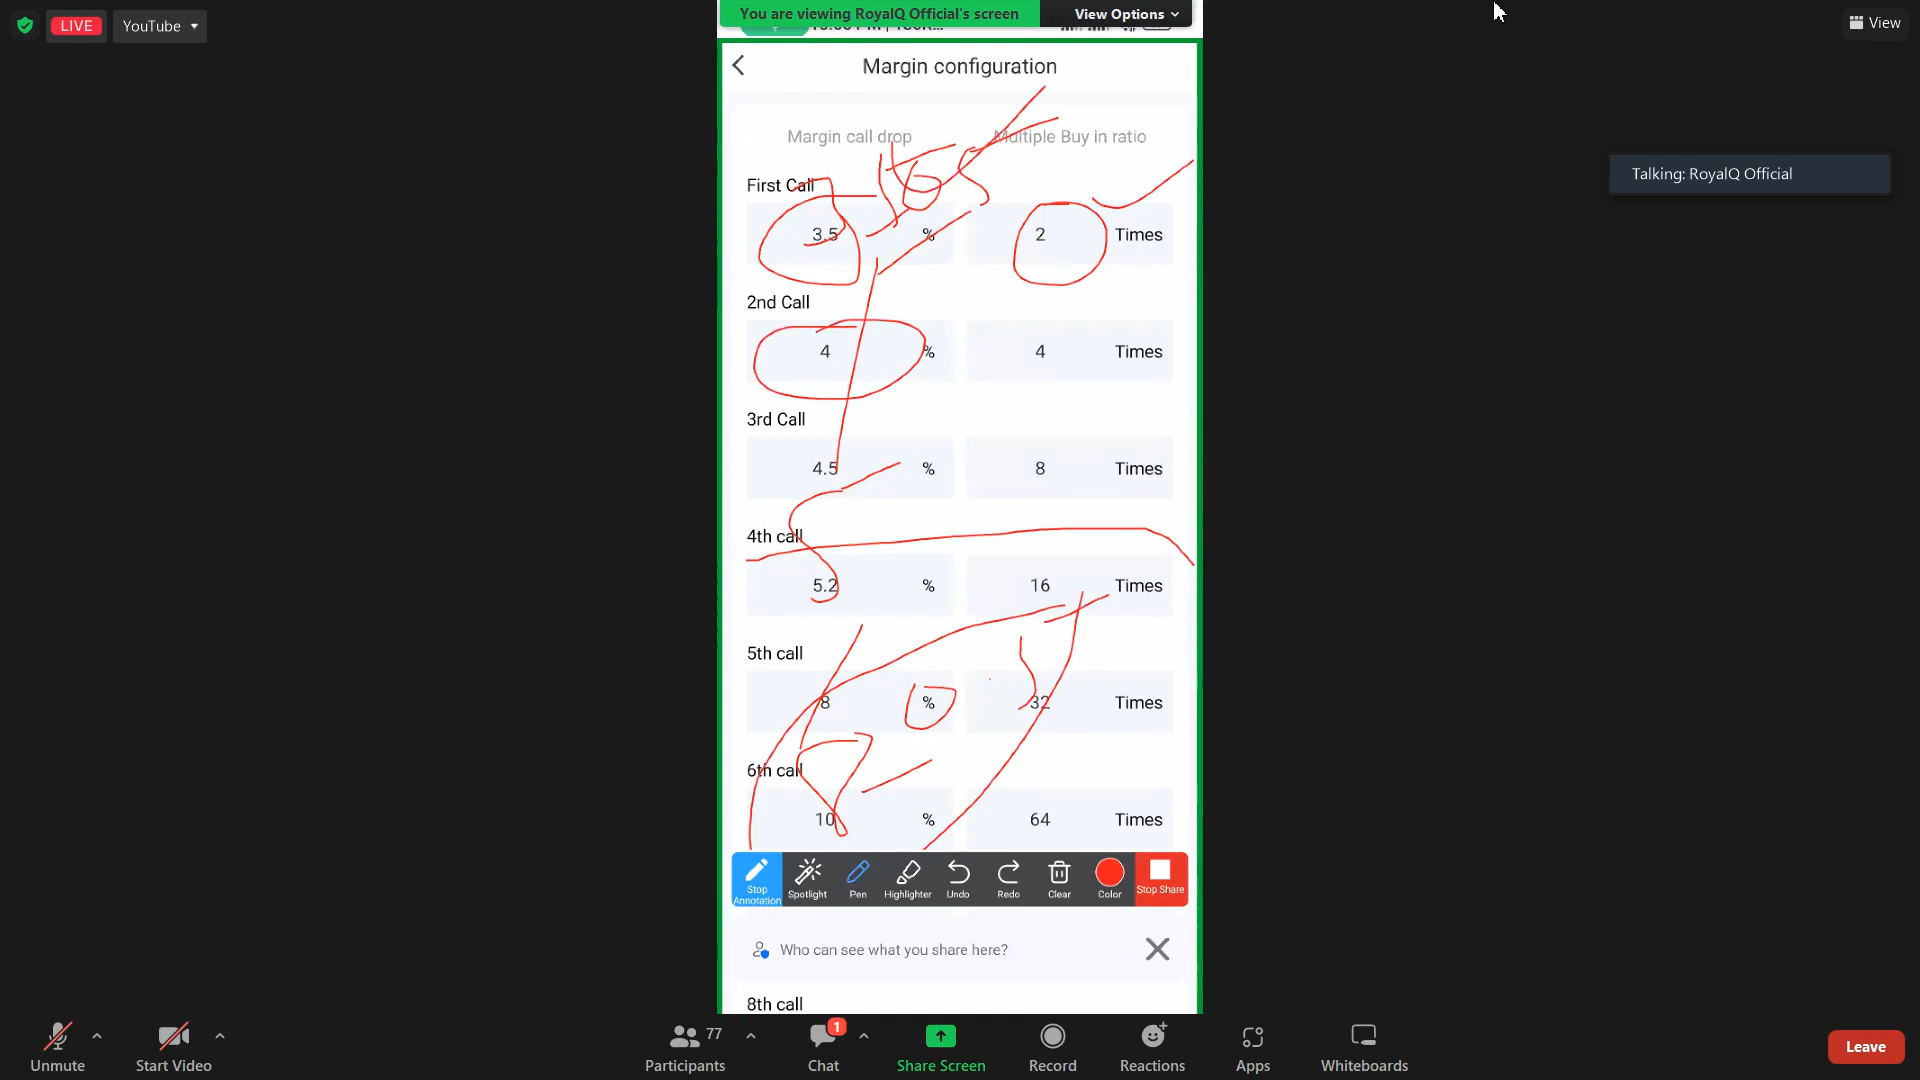 LIVE
YouTube
You are viewing RoyalQ Official's screen
View Options
View
Margin configuration
Talking: RoyalQ Official
Margin call drop
Multiple Buy in ratio
First Call
3.5 % 2 Times
2nd Call
4 % 4 Times
3rd Call
4.5 % 8 Times
4th call
5.2 % 16 Times
5th call
8 % 32 Times
6th call
10 % 64 Times
Stop Annotation
Spotlight
Pen
Highlighter
Undo
Redo
Clear
Color
Stop Share
Who can see what you share here?
8th call
Unmute
Start Video
77
Participants
1
Chat
Share Screen
Record
Reactions
Apps
Whiteboards
Leave